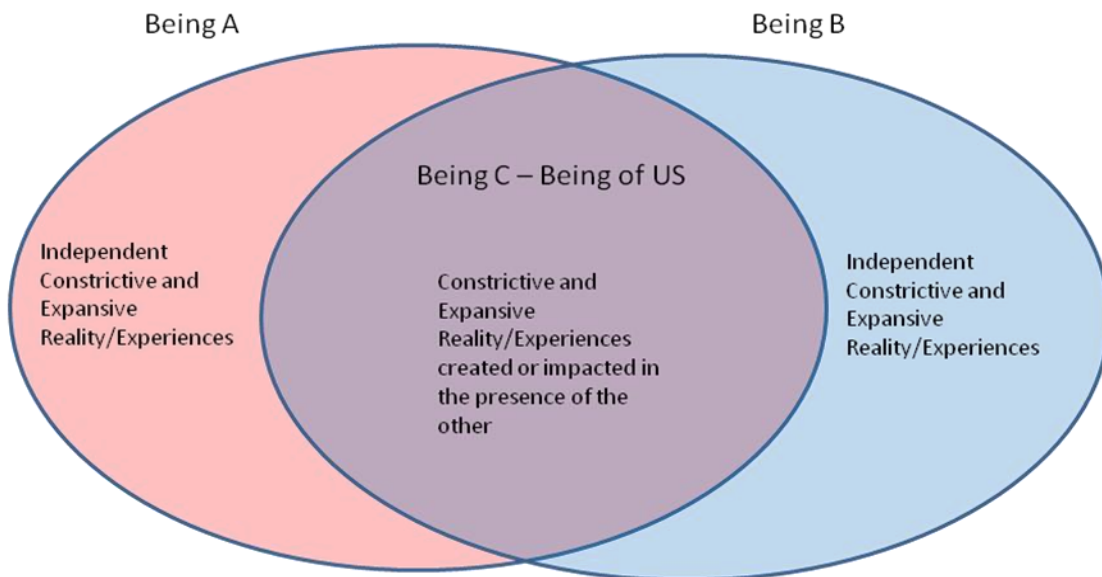 Being A
Being B
Being C – Being of US
Independent
Constrictive and
Expansive
Reality/Experiences
Constrictive and
Expansive
Reality/Experiences
created or impacted in
the presence of the
other
Independent
Constrictive and
Expansive
Reality/Experiences